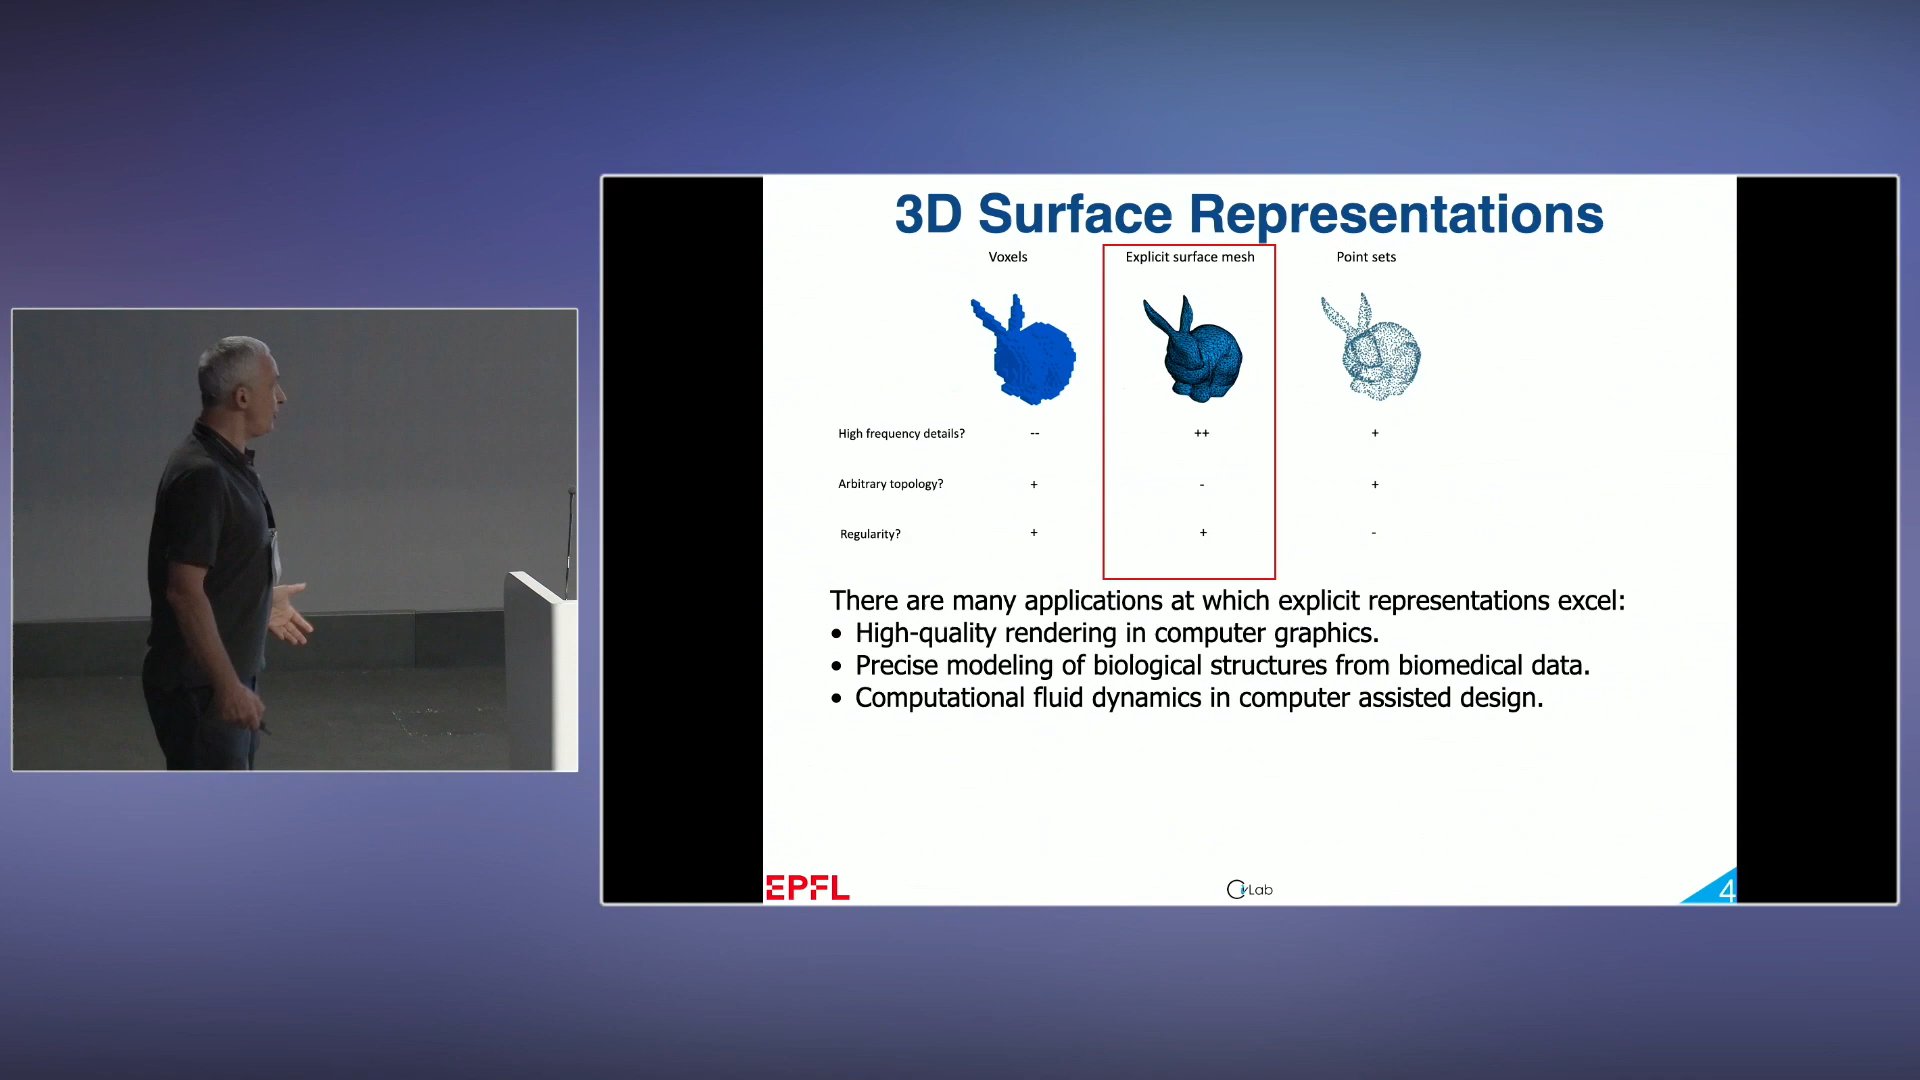 3D Surface Representations
Voxels Explicit surface mesh Point sets
High frequency details? -- ++ +
Arbitrary topology? + - +
Regularity? + + -
There are many applications at which explicit representations excel:
• High-quality rendering in computer graphics.
• Precise modeling of biological structures from biomedical data.
• Computational fluid dynamics in computer assisted design.
EPFL
CvLab
4